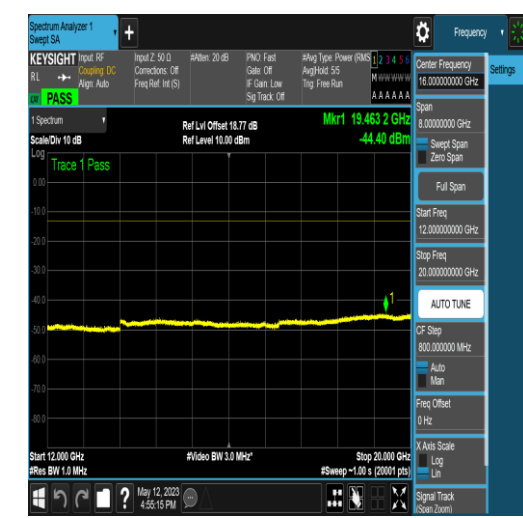 Spectrum Analyzer 1
Swept SA
Frequency
KEYSIGHT
RL
PASS
Input: RF
Coupling: DC
Align: Auto
Input Z: 50 Ω
Corrections: Off
Freq Ref: Int (S)
#Atten: 20 dB
PNO: Fast
Gate: Off
IF Gain: Low
Sig Track: Off
#Avg Type: Power (RMS
Avg|Hold: 5/5
Trig: Free Run
1 2 3 4 5 6
M W W W W W
A A A A A A
1 Spectrum
Scale/Div 10 dB
Ref Lvl Offset 18.77 dB
Ref Level 10.00 dBm
Mkr1 19.463 2 GHz
-44.40 dBm
Log
Trace 1 Pass
0.00
-10.0
-20.0
-30.0
-40.0
-50.0
-60.0
-70.0
-80.0
1
Start 12.000 GHz
#Res BW 1.0 MHz
#Video BW 3.0 MHz*
Stop 20.000 GHz
#Sweep ~1.00 s (20001 pts)
May 12, 2023
4:55:15 PM
Center Frequency
16.000000000 GHz
Settings
Span
8.00000000 GHz
Swept Span
Zero Span
Full Span
Start Freq
12.000000000 GHz
Stop Freq
20.000000000 GHz
AUTO TUNE
CF Step
800.000000 MHz
Auto
Man
Freq Offset
0 Hz
X Axis Scale
Log
Lin
Signal Track
(Span Zoom)